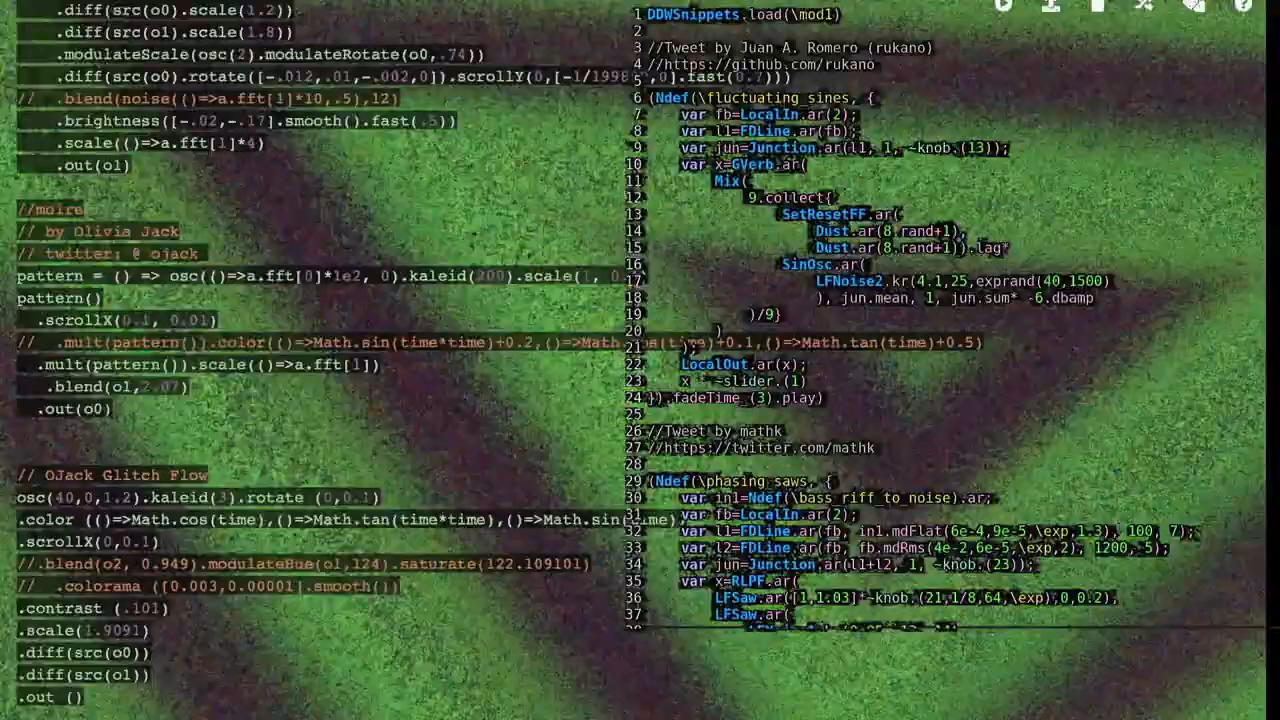 .diff(src(o0).scale(1.2))
.diff(src(o1).scale(1.8))
.modulateScale(osc(2).modulateRotate(o0,.74))
.diff(src(o0).rotate([-.012,.01,-.002,0]).scrollY(0,[-1/1998 ,0].fast(0.7)))
// .blend(noise(()=>a.fft[1]*10,.5),12)
.brightness([-.02,-.17].smooth().fast(.5))
.scale(()=>a.fft[1]*4)
.out(o1)
//moire
// by Olivia Jack
// twitter: @ ojack
pattern = () => osc(()=>a.fft[0]*1e2, 0).kaleid(200).scale(1, 0.
pattern()
.scrollX(0.1, 0.01)
// .mult(pattern()).color(()=>Math.sin(time*time)+0.2,()=>Math.cos(time)+0.1,()=>Math.tan(time)+0.5)
.mult(pattern()).scale(()=>a.fft[1])
.blend(o1,2.07)
.out(o0)
// OJack Glitch Flow
osc(40,0,1.2).kaleid(3).rotate (0,0.1)
.color (()=>Math.cos(time),()=>Math.tan(time*time),()=>Math.sin(time),
.scrollX(0,0.1)
//.blend(o2, 0.949).modulateHue(o1,124).saturate(122.109101)
// .colorama ([0.003,0.00001].smooth())
.contrast (.101)
.scale(1.9091)
.diff(src(o0))
.diff(src(o1))
.out ()
1 DDWSnippets.load(\mod1)
2
3 //Tweet by Juan A. Romero (rukano)
4 //https://github.com/rukano
5
6 (Ndef(\fluctuating_sines, {
7 var fb=LocalIn.ar(2);
8 var l1=FDLine.ar(fb);
9 var jun=Junction.ar(l1, 1, ~knob.(13));
10 var x=GVerb.ar(
11 Mix(
12 9.collect{
13 SetResetFF.ar(
14 Dust.ar(8.rand+1),
15 Dust.ar(8.rand+1)).lag*
16 SinOsc.ar(
17 LFNoise2.kr(4.1,25,exprand(40,1500)
18 ), jun.mean, 1, jun.sum* -6.dbamp
19 )/9}
20 )
21 );
22 LocalOut.ar(x);
23 x * ~slider.(1)
24 }).fadeTime_(3).play)
25
26 //Tweet by mathk
27 //https://twitter.com/mathk
28
29 (Ndef(\phasing_saws, {
30 var in1=Ndef(\bass_riff_to_noise).ar;
31 var fb=LocalIn.ar(2);
32 var l1=FDLine.ar(fb, in1.mdFlat(6e-4,9e-5,\exp,1.3), 100, 7);
33 var l2=FDLine.ar(fb, fb.mdRms(4e-2,6e-5,\exp,2), 1200, 5);
34 var jun=Junction.ar(l1+l2, 1, ~knob.(23));
35 var x=RLPF.ar(
36 LFSaw.ar([1,1.03]*~knob.(21,1/8,64,\exp),0,0.2),
37 LFSaw.ar(